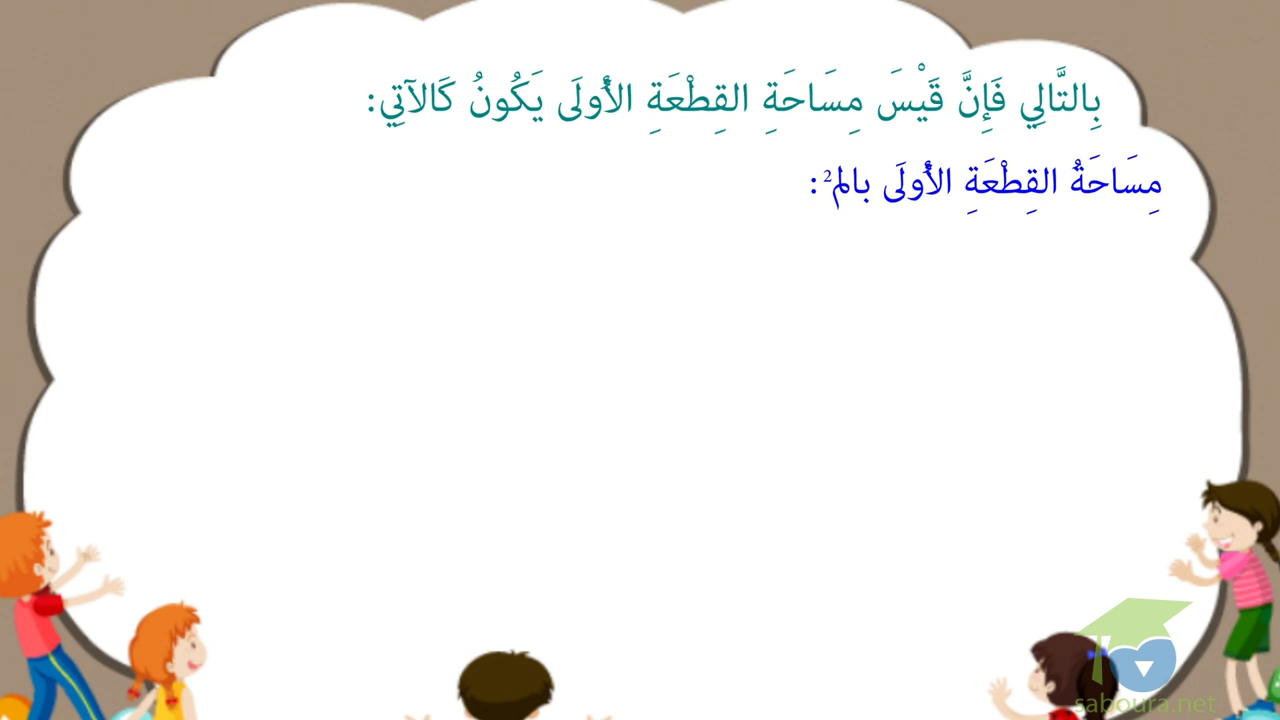 بِالتَّالِي فَإِنَّ قَيْسَ مِسَاحَةِ القِطْعَةِ الأُولَى يَكُونُ كَالآتِي:
مِسَاحَةُ القِطْعَةِ الأُولَى بالم²:
saboura.net